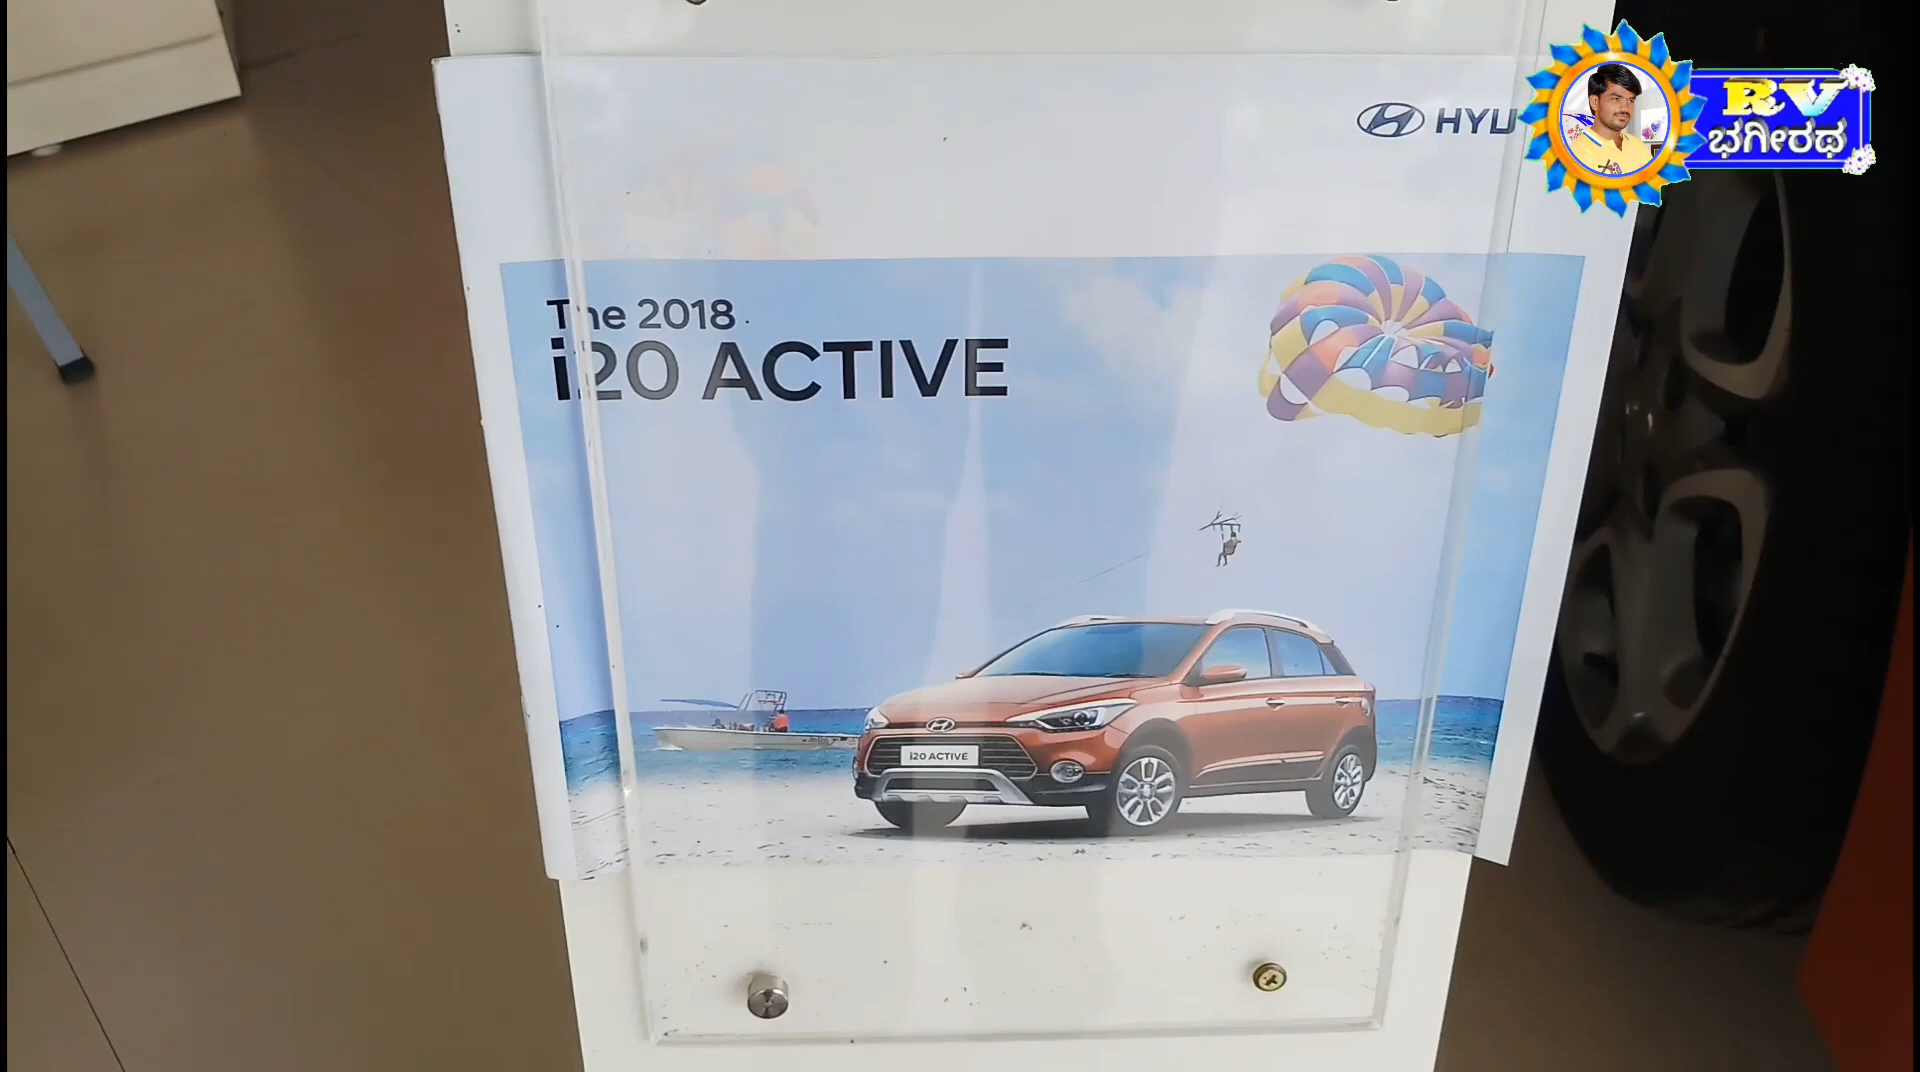 HYU
RV
ಭಗೀರಥ
The 2018
i20 ACTIVE
i20 ACTIVE